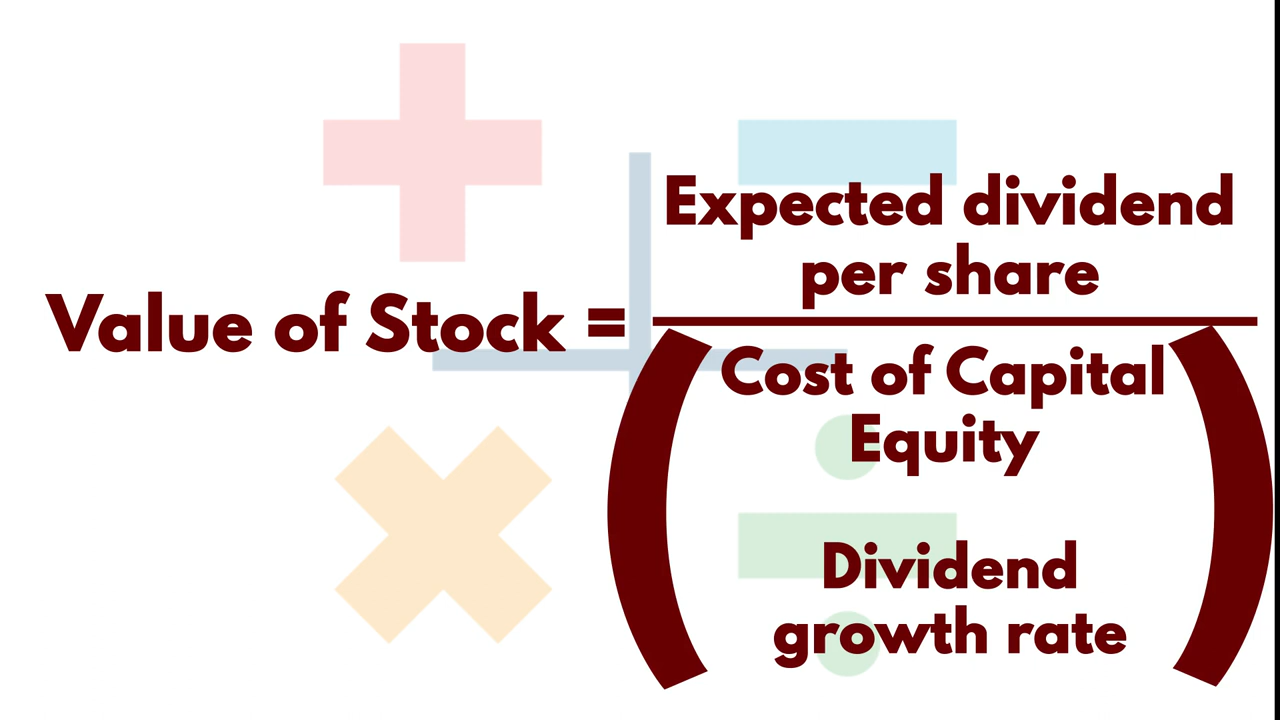 Expected dividend
per share
Value of Stock =
Cost of Capital
Equity
Dividend
growth rate